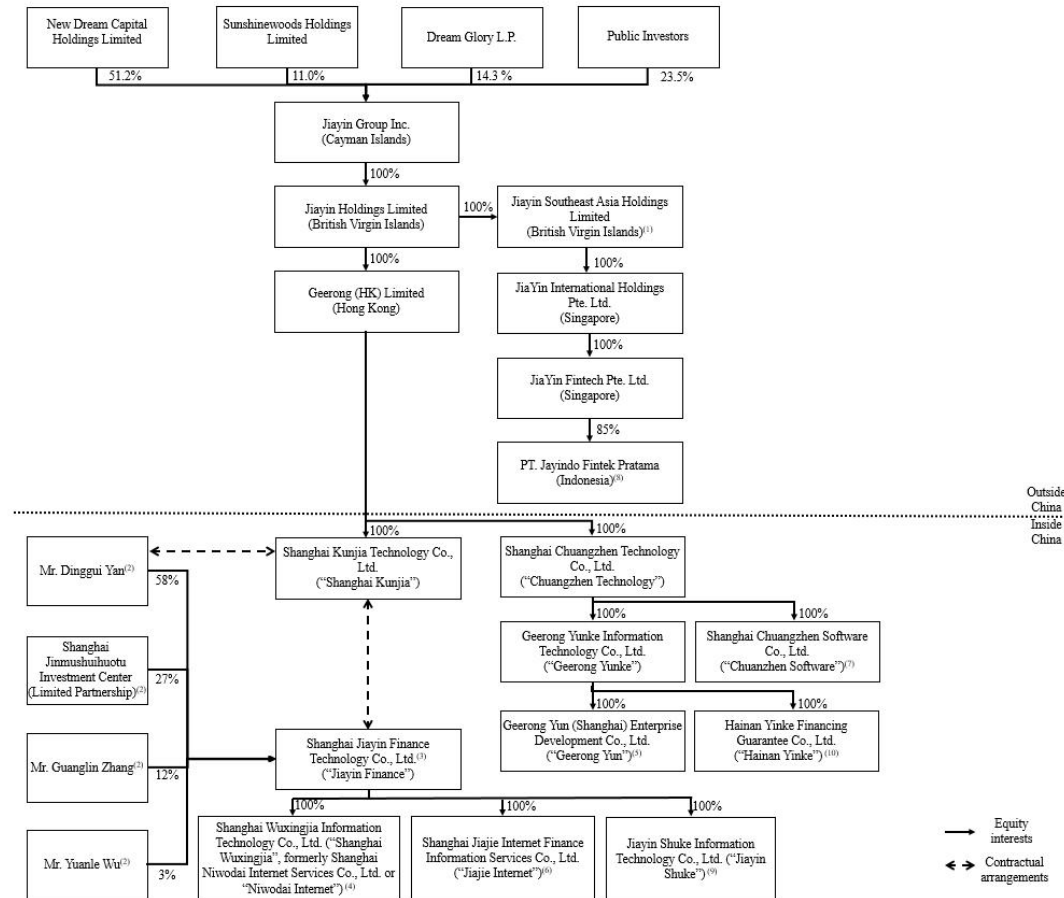 New Dream Capital
Holdings Limited
Sunshinewoods Holdings
Limited
Dream Glory L.P.
Public Investors
51.2%
11.0%
14.3 %
23.5%
Jiayin Group Inc.
(Cayman Islands)
100%
Jiayin Holdings Limited
(British Virgin Islands)
100%
Jiayin Southeast Asia Holdings
Limited
(British Virgin Islands)(1)
100%
100%
Geerong (HK) Limited
(Hong Kong)
JiaYin International Holdings
Pte. Ltd.
(Singapore)
100%
JiaYin Fintech Pte. Ltd.
(Singapore)
85%
PT. Jayindo Fintek Pratama
(Indonesia)(8)
Outside
China
Inside
China
100%
100%
Mr. Dinggui Yan(2)
58%
Shanghai Kunjia Technology Co.,
Ltd.
(“Shanghai Kunjia”)
Shanghai Chuangzhen Technology
Co., Ltd.
(“Chuangzhen Technology”)
100%
100%
Shanghai
Jinmushuihuotu
Investment Center
(Limited Partnership)(2)
27%
Geerong Yunke Information
Technology Co., Ltd.
(“Geerong Yunke”)
Shanghai Chuangzhen Software
Co., Ltd.
(“Chuanzhen Software”)(7)
100%
100%
Mr. Guanglin Zhang(2)
12%
Shanghai Jiayin Finance
Technology Co., Ltd.(3)
(“Jiayin Finance”)
Geerong Yun (Shanghai) Enterprise
Development Co., Ltd.
(“Geerong Yun”)(5)
Hainan Yinke Financing
Guarantee Co., Ltd.
(“Hainan Yinke”) (10)
100%
100%
100%
Mr. Yuanle Wu(2)
3%
Shanghai Wuxingjia Information
Technology Co., Ltd. (“Shanghai
Wuxingjia”, formerly Shanghai
Niwodai Internet Services Co., Ltd. or
“Niwodai Internet”) (4)
Shanghai Jiajie Internet Finance
Information Services Co., Ltd.
(“Jiajie Internet”)(6)
Jiayin Shuke Information
Technology Co., Ltd. (“Jiayin
Shuke”) (9)
Equity
interests
Contractual
arrangements